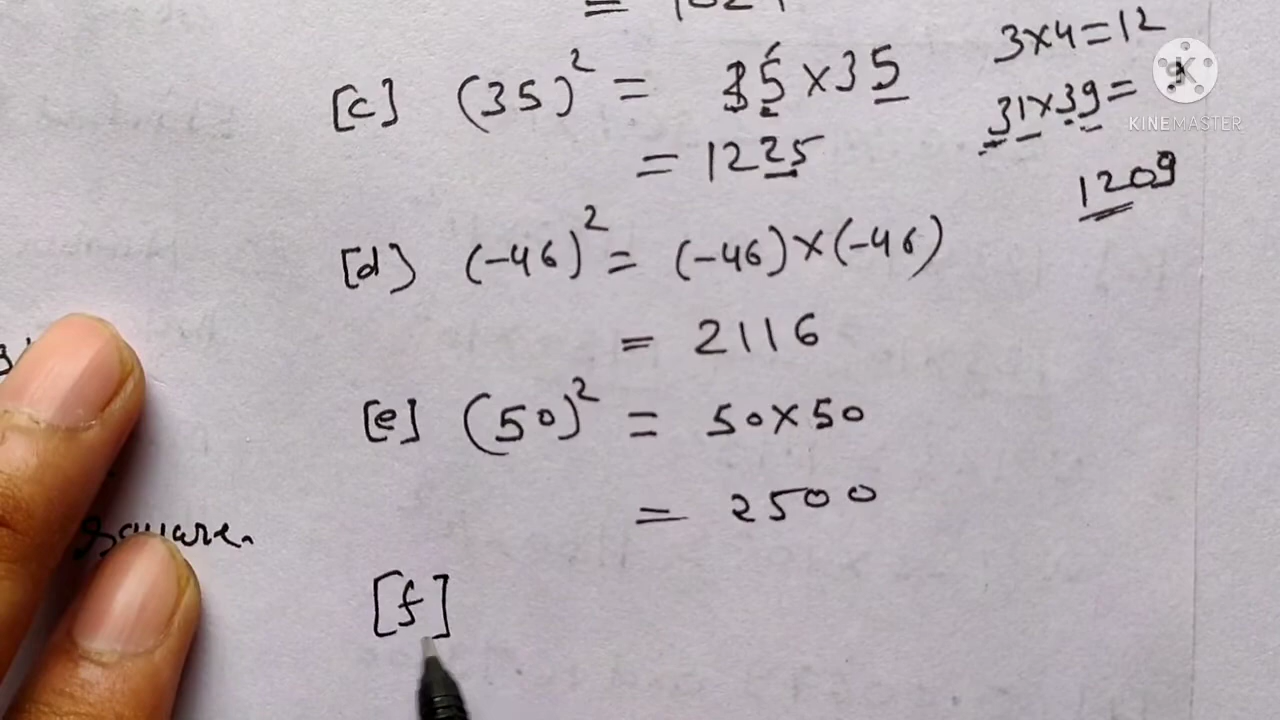 = 1024
[c] (35)² = 35 × 35
= 1225
3×4=12
31×39=
1209
[d] (-46)² = (-46)×(-46)
= 2116
[e] (50)² = 50×50
= 2500
square.
[f]
K
KINEMASTER